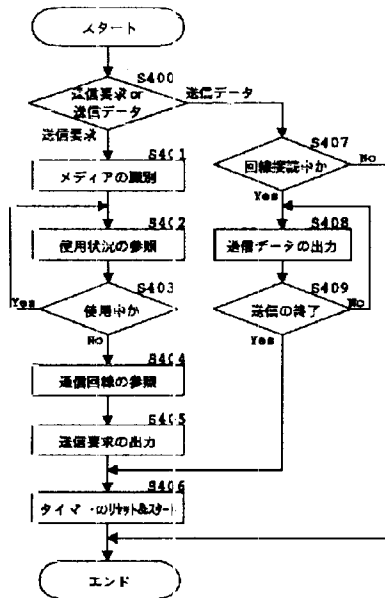 スタート
S400
送信要求 or
送信データ
送信データ
送信要求
S401
メディアの識別
S402
使用状況の参照
S403
使用中か
Yes
No
S404
通信回線の参照
S405
送信要求の出力
S406
タイマーのリセット&スタート
エンド
S407
回線接続中か
No
Yes
S408
送信データの出力
S409
送信の終了
No
Yes